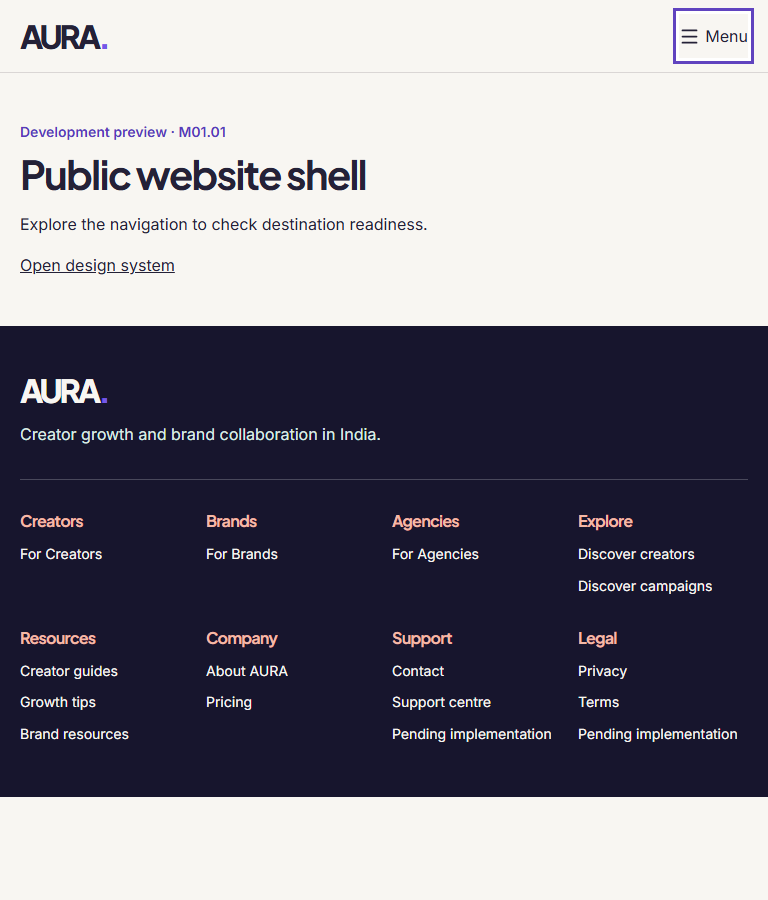 AURA.
Menu
Development preview · M01.01
Public website shell
Explore the navigation to check destination readiness.
Open design system
AURA.
Creator growth and brand collaboration in India.
Creators
For Creators
Brands
For Brands
Agencies
For Agencies
Explore
Discover creators
Discover campaigns
Resources
Creator guides
Growth tips
Brand resources
Company
About AURA
Pricing
Support
Contact
Support centre
Pending implementation
Legal
Privacy
Terms
Pending implementation